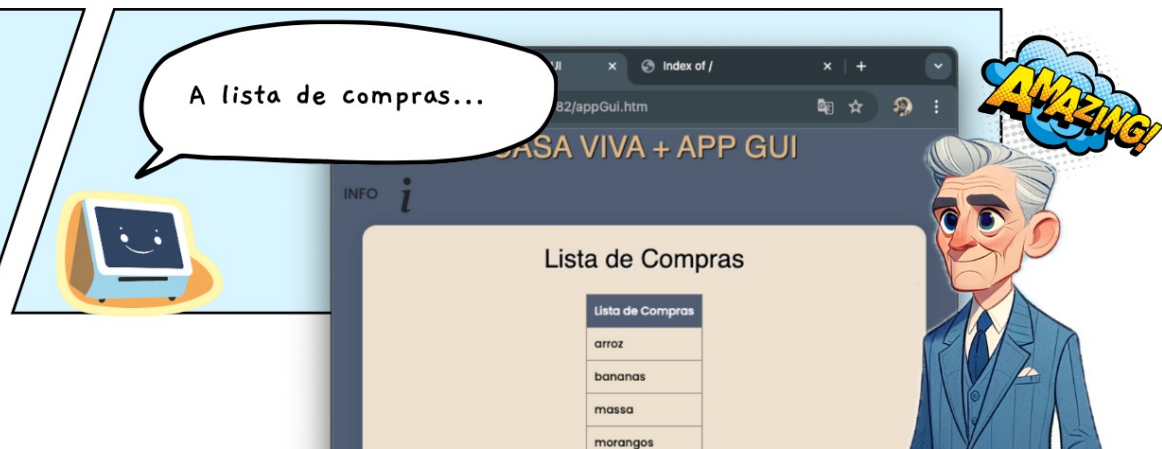 A lista de compras...
Index of /
82/appGui.htm
CASA VIVA + APP GUI
INFO i
Lista de Compras
Lista de Compras
arroz
bananas
massa
morangos
AMAZING!